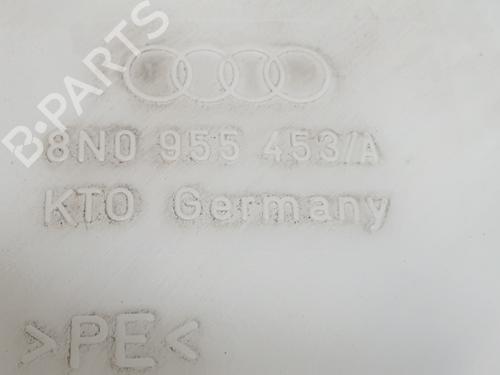 B-PARTS
8N0 955 453/A
KTO Germany
>PE<